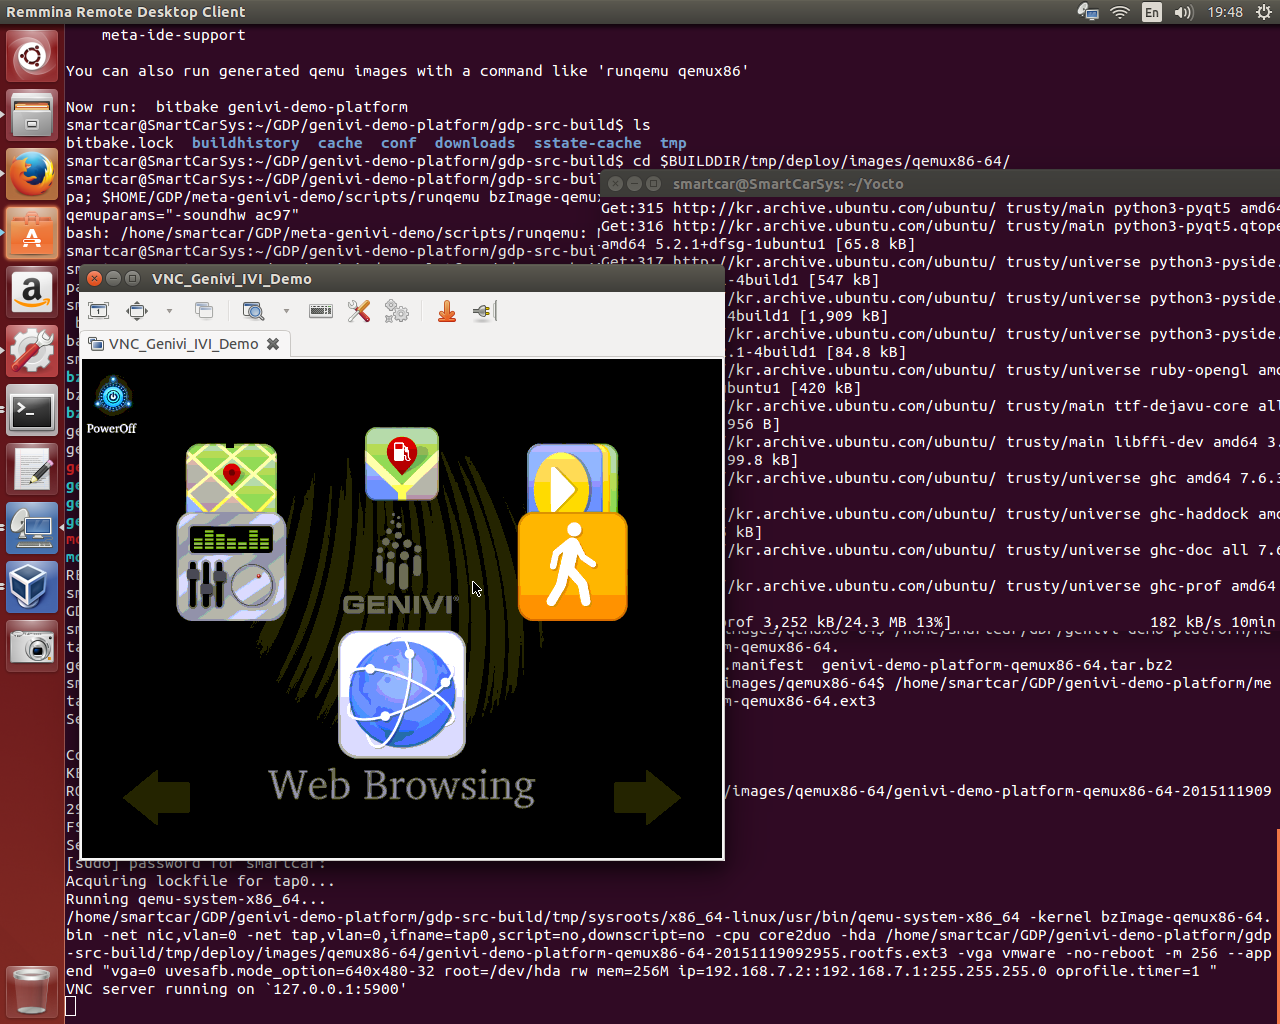 Remmina Remote Desktop Client
En
19:48
meta-ide-support
You can also run generated qemu images with a command like 'runqemu qemux86'
Now run:  bitbake genivi-demo-platform
smartcar@SmartCarSys:~/GDP/genivi-demo-platform/gdp-src-build$ ls
bitbake.lock  buildhistory  cache  conf  downloads  sstate-cache  tmp
smartcar@SmartCarSys:~/GDP/genivi-demo-platform/gdp-src-build$ cd $BUILDDIR/tmp/deploy/images/qemux86-64/
smartcar@SmartCarSys:~/GDP/genivi-demo-platform/gdp-src-buil
pa; $HOME/GDP/meta-genivi-demo/scripts/runqemu bzImage-qemux
qemuparams="-soundhw ac97"
bash: /home/smartcar/GDP/meta-genivi-demo/scripts/runqemu:
smartcar@SmartCarSys:~/GDP/genivi-demo-platform/gdp-src-buil
smartcar@SmartCarSys: ~/Yocto
Get:315 http://kr.archive.ubuntu.com/ubuntu/ trusty/main python3-pyqt5 amd64
Get:316 http://kr.archive.ubuntu.com/ubuntu/ trusty/main python3-pyqt5.qtope
amd64 5.2.1+dfsg-1ubuntu1 [65.8 kB]
Get:317 http://kr.archive.ubuntu.com/ubuntu/ trusty/universe python3-pyside.
-4build1 [547 kB]
/kr.archive.ubuntu.com/ubuntu/ trusty/universe python3-pyside.
4build1 [1,909 kB]
/kr.archive.ubuntu.com/ubuntu/ trusty/universe python3-pyside.
.1-4build1 [84.8 kB]
/kr.archive.ubuntu.com/ubuntu/ trusty/universe ruby-opengl amd
ubuntu1 [420 kB]
/kr.archive.ubuntu.com/ubuntu/ trusty/main ttf-dejavu-core all
956 B]
/kr.archive.ubuntu.com/ubuntu/ trusty/main libffi-dev amd64 3.
99.8 kB]
/kr.archive.ubuntu.com/ubuntu/ trusty/universe ghc amd64 7.6.3
/kr.archive.ubuntu.com/ubuntu/ trusty/universe ghc-haddock amd
kB]
/kr.archive.ubuntu.com/ubuntu/ trusty/universe ghc-doc all 7.6
/kr.archive.ubuntu.com/ubuntu/ trusty/universe ghc-prof amd64
prof 3,252 kB/24.3 MB 13%]                      182 kB/s 10min
VNC_Genivi_IVI_Demo
VNC_Genivi_IVI_Demo
PowerOff
GENIVI
Web Browsing
images/qemux86-64$ /home/smartcar/GDP/genivi-demo-platform/me
m-qemux86-64.
.manifest  genivi-demo-platform-qemux86-64.tar.bz2
images/qemux86-64$ /home/smartcar/GDP/genivi-demo-platform/me
m-qemux86-64.ext3
/images/qemux86-64/genivi-demo-platform-qemux86-64-2015111909
[sudo] password for smartcar:
Acquiring lockfile for tap0...
Running qemu-system-x86_64...
/home/smartcar/GDP/genivi-demo-platform/gdp-src-build/tmp/sysroots/x86_64-linux/usr/bin/qemu-system-x86_64 -kernel bzImage-qemux86-64.
bin -net nic,vlan=0 -net tap,vlan=0,ifname=tap0,script=no,downscript=no -cpu core2duo -hda /home/smartcar/GDP/genivi-demo-platform/gdp
-src-build/tmp/deploy/images/qemux86-64/genivi-demo-platform-qemux86-64-20151119092955.rootfs.ext3 -vga vmware -no-reboot -m 256 --app
end "vga=0 uvesafb.mode_option=640x480-32 root=/dev/hda rw mem=256M ip=192.168.7.2::192.168.7.1:255.255.255.0 oprofile.timer=1 "
VNC server running on `127.0.0.1:5900'